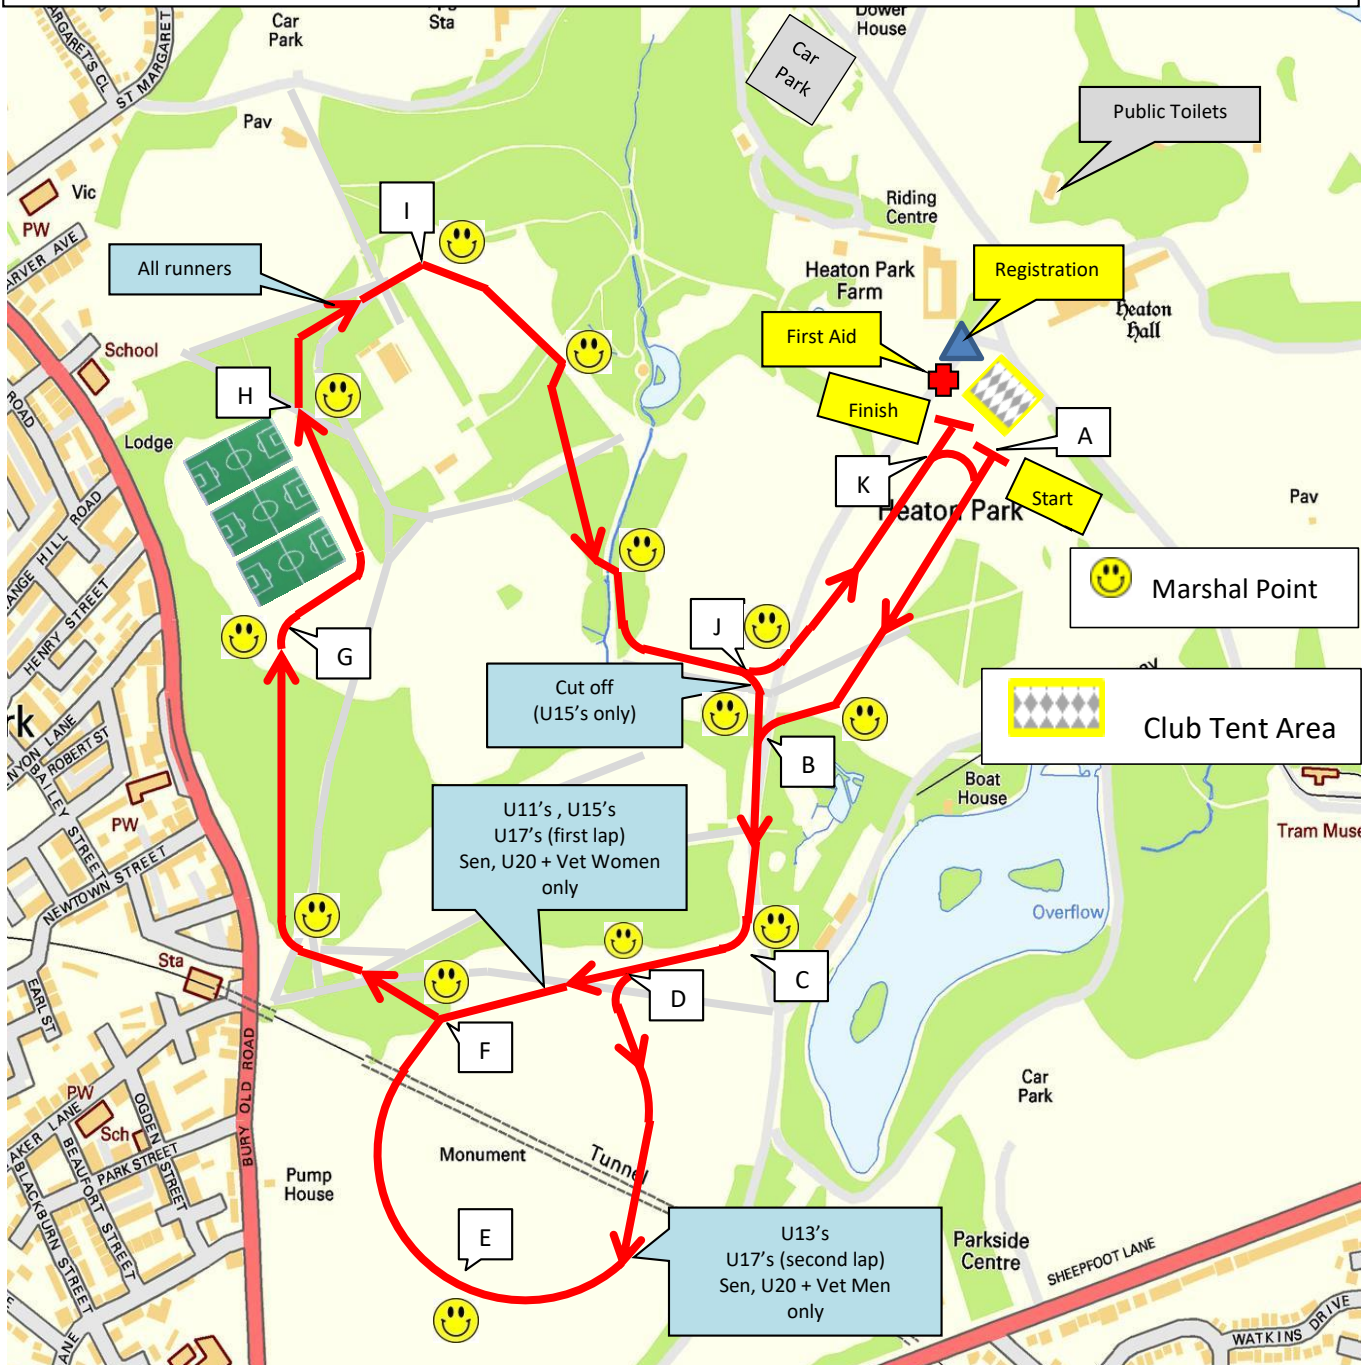 Car
Park
Sta
Dower
House
Car
Park
ST MARGARET
Pav
Public Toilets
Vic
PW
I
Riding
Centre
All runners
Heaton Park
Farm
Registration
Heaton
Hall
First Aid
School
H
Finish
A
Lodge
K
Start
ROAD
Heaton Park
Pav
Marshal Point
HENRY STREET
J
G
Cut off
(U15's only)
Club Tent Area
B
ROBERT ST
BAILEY STREET
Boat
House
PW
U11's , U15's
U17's (first lap)
Sen, U20 + Vet Women
only
Tram Muse
NEWTOWN STREET
Overflow
Sta
C
D
EARL ST
F
BURY OLD ROAD
Car
Park
PW
Sch
OGDEN STREET
PARK STREET
BEAUFORT STREET
BLACKBURN STREET
Monument
Tunnel
Pump
House
E
U13's
U17's (second lap)
Sen, U20 + Vet Men
only
Parkside
Centre
SHEEPFOOT LANE
WATKINS DRIVE